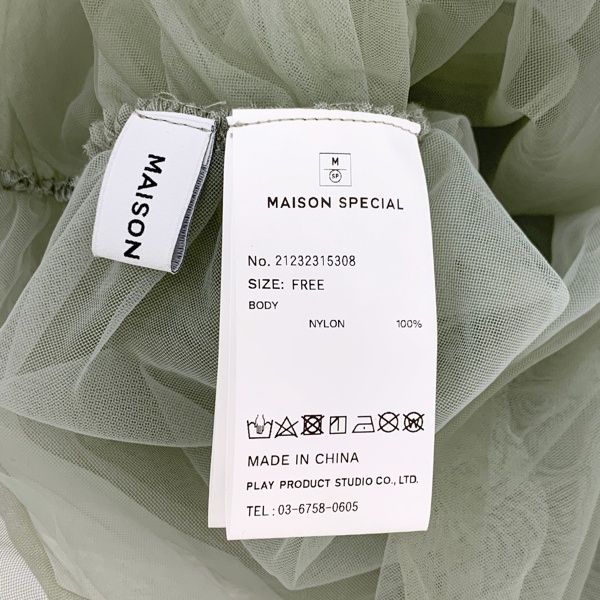 MAISON
M
SP
MAISON SPECIAL
No. 21232315308
SIZE: FREE
BODY
NYLON 100%
W
MADE IN CHINA
PLAY PRODUCT STUDIO CO., LTD.
TEL : 03-6758-0605